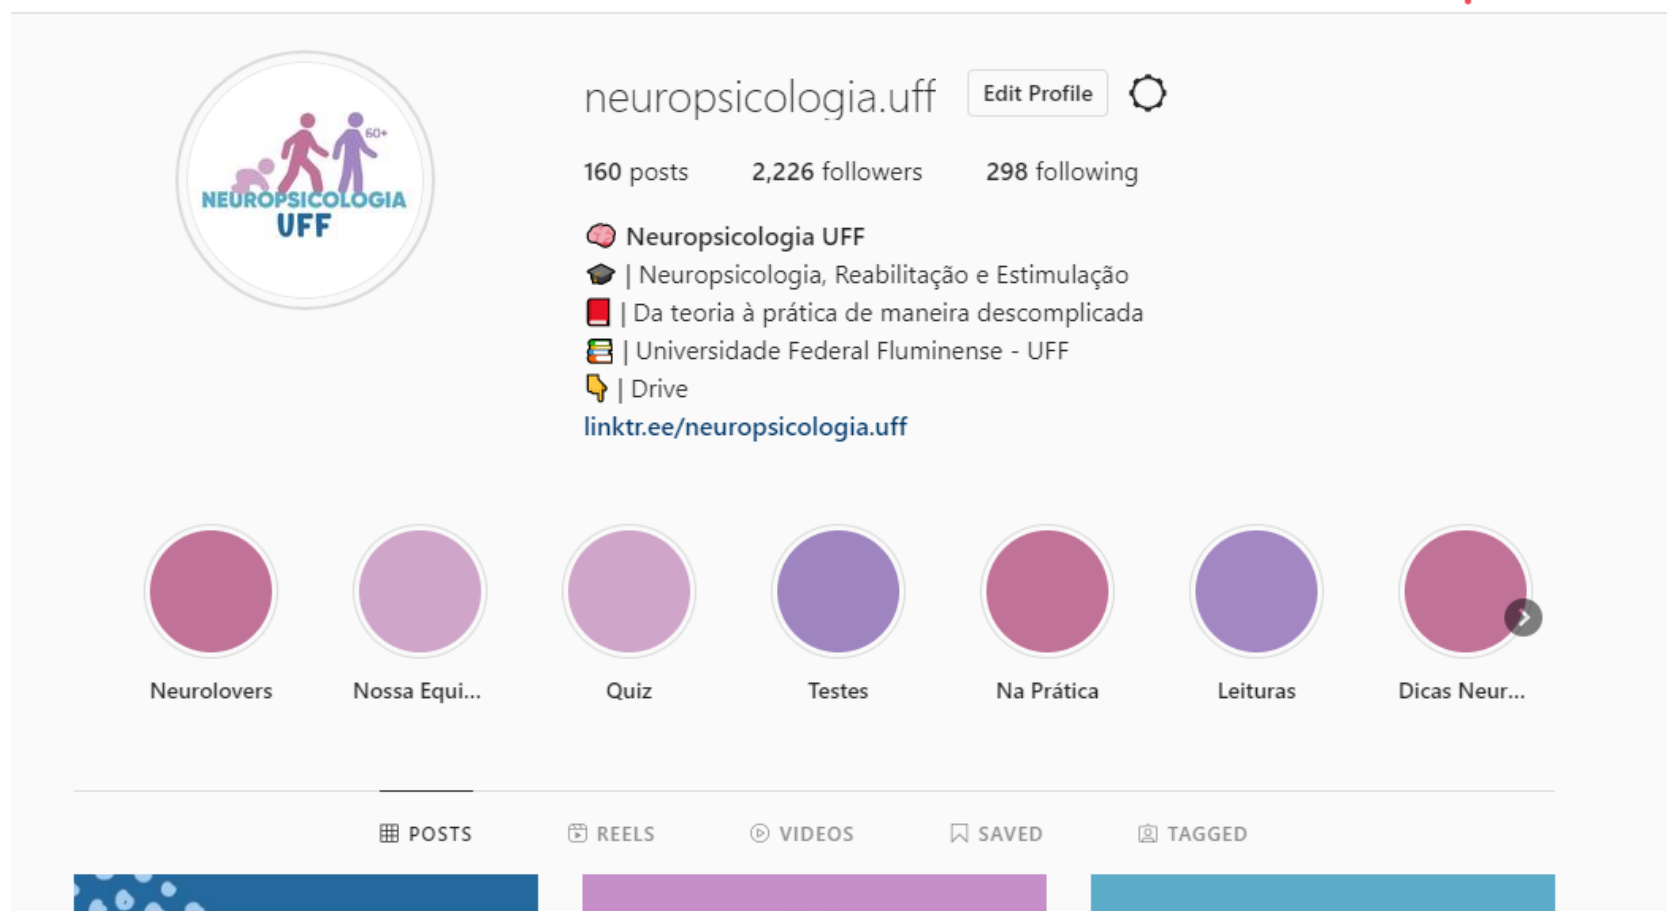 60+
NEUROPSICOLOGIA
UFF
neuropsicologia.uff Edit Profile
160 posts 2,226 followers 298 following
Neuropsicologia UFF
| Neuropsicologia, Reabilitação e Estimulação
| Da teoria à prática de maneira descomplicada
| Universidade Federal Fluminense - UFF
| Drive
linktr.ee/neuropsicologia.uff
Neurolovers Nossa Equi... Quiz Testes Na Prática Leituras Dicas Neur...
POSTS REELS VIDEOS SAVED TAGGED